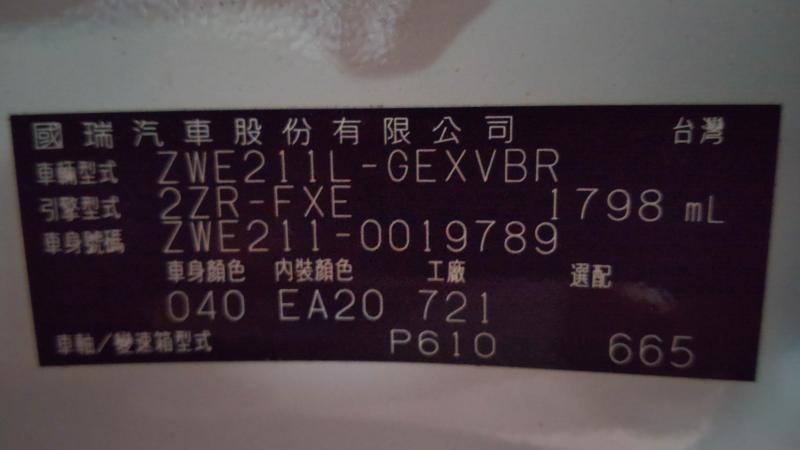 國瑞汽車股份有限公司 台灣
車輛型式 ZWE211L-GEXVBR
引擎型式 2ZR-FXE 1798 mL
車身號碼 ZWE211-0019789
車身顏色 內裝顏色 工廠 選配
040 EA20 721
車軸/變速箱型式 P610 665